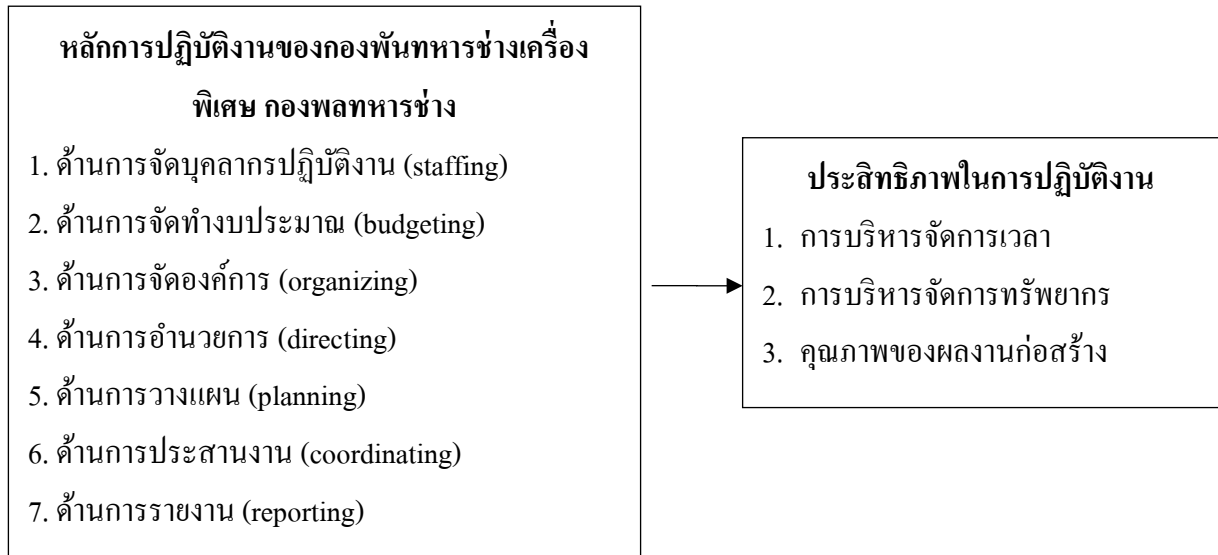 หลักการปฏิบัติงานของกองพันทหารช่างเครื่อง
พิเศษ กองพลทหารช่าง
1. ด้านการจัดบุคลากรปฏิบัติงาน (staffing)
2. ด้านการจัดทำงบประมาณ (budgeting)
3. ด้านการจัดองค์การ (organizing)
4. ด้านการอำนวยการ (directing)
5. ด้านการวางแผน (planning)
6. ด้านการประสานงาน (coordinating)
7. ด้านการรายงาน (reporting)
ประสิทธิภาพในการปฏิบัติงาน
1. การบริหารจัดการเวลา
2. การบริหารจัดการทรัพยากร
3. คุณภาพของผลงานก่อสร้าง